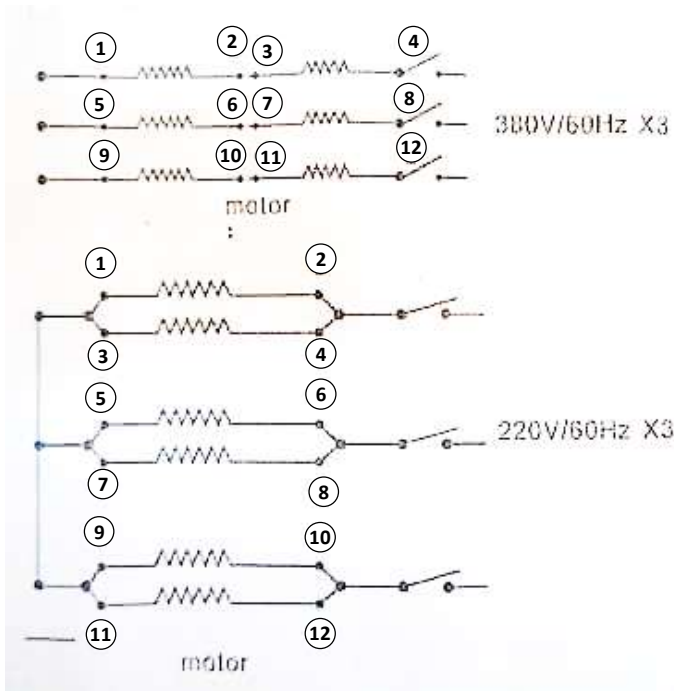 ① ② ③ ④
⑤ ⑥ ⑦ ⑧
380V/60Hz X3
⑨ ⑩ ⑪ ⑫
motor
:
① ②
③ ④
⑤ ⑥
220V/60Hz X3
⑦ ⑧
⑨ ⑩
⑪ ⑫
motor